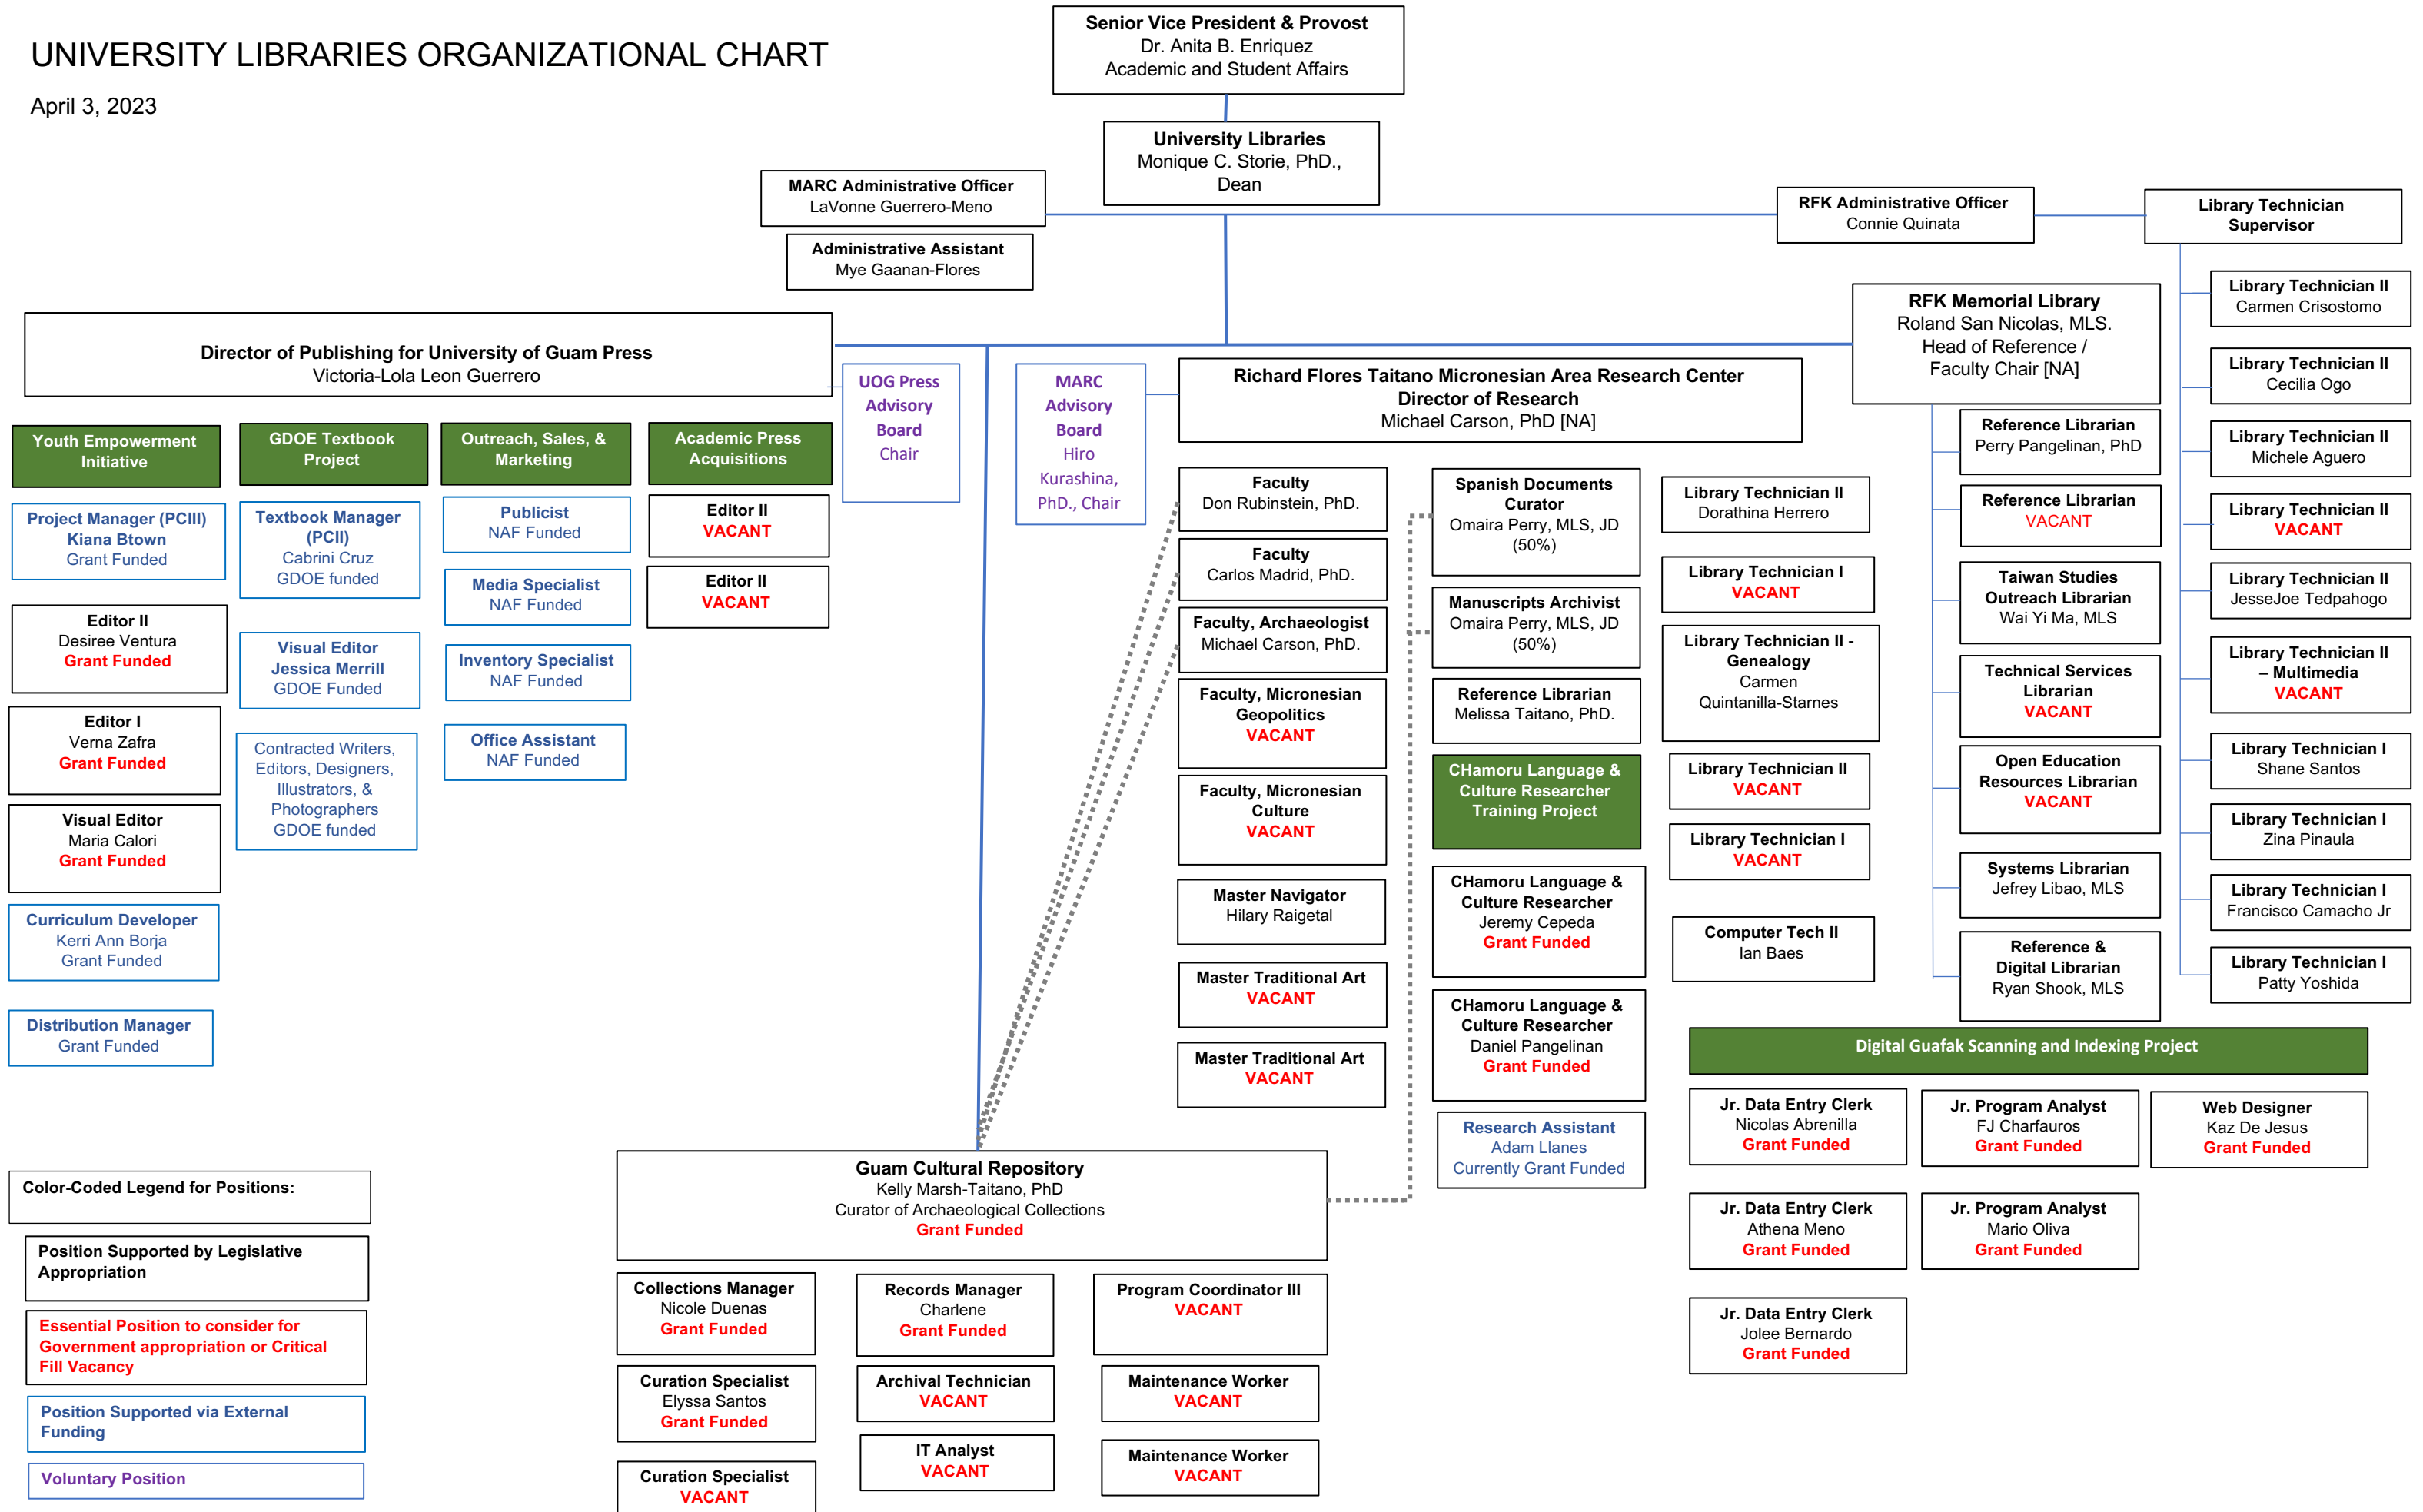 UNIVERSITY LIBRARIES ORGANIZATIONAL CHART
April 3, 2023
Senior Vice President & Provost
Dr. Anita B. Enriquez
Academic and Student Affairs
University Libraries
Monique C. Storie, PhD.,
Dean
MARC Administrative Officer
LaVonne Guerrero-Meno
Administrative Assistant
Mye Gaanan-Flores
RFK Administrative Officer
Connie Quinata
Library Technician
Supervisor
Director of Publishing for University of Guam Press
Victoria-Lola Leon Guerrero
UOG Press
Advisory
Board
Chair
MARC
Advisory
Board
Hiro
Kurashina,
PhD., Chair
Richard Flores Taitano Micronesian Area Research Center
Director of Research
Michael Carson, PhD [NA]
RFK Memorial Library
Roland San Nicolas, MLS.
Head of Reference /
Faculty Chair [NA]
Youth Empowerment
Initiative
Project Manager (PCIII)
Kiana Btown
Grant Funded
Editor II
Desiree Ventura
Grant Funded
Editor I
Verna Zafra
Grant Funded
Visual Editor
Maria Calori
Grant Funded
Curriculum Developer
Kerri Ann Borja
Grant Funded
Distribution Manager
Grant Funded
GDOE Textbook
Project
Textbook Manager
(PCII)
Cabrini Cruz
GDOE funded
Visual Editor
Jessica Merrill
GDOE Funded
Contracted Writers,
Editors, Designers,
Illustrators, &
Photographers
GDOE funded
Outreach, Sales, &
Marketing
Publicist
NAF Funded
Media Specialist
NAF Funded
Inventory Specialist
NAF Funded
Office Assistant
NAF Funded
Academic Press
Acquisitions
Editor II
VACANT
Editor II
VACANT
Faculty
Don Rubinstein, PhD.
Faculty
Carlos Madrid, PhD.
Faculty, Archaeologist
Michael Carson, PhD.
Faculty, Micronesian
Geopolitics
VACANT
Faculty, Micronesian
Culture
VACANT
Master Navigator
Hilary Raigetal
Master Traditional Art
VACANT
Master Traditional Art
VACANT
Spanish Documents
Curator
Omaira Perry, MLS, JD
(50%)
Manuscripts Archivist
Omaira Perry, MLS, JD
(50%)
Reference Librarian
Melissa Taitano, PhD.
CHamoru Language &
Culture Researcher
Training Project
CHamoru Language &
Culture Researcher
Jeremy Cepeda
Grant Funded
CHamoru Language &
Culture Researcher
Daniel Pangelinan
Grant Funded
Research Assistant
Adam Llanes
Currently Grant Funded
Library Technician II
Dorathina Herrero
Library Technician I
VACANT
Library Technician II -
Genealogy
Carmen
Quintanilla-Starnes
Library Technician II
VACANT
Library Technician I
VACANT
Computer Tech II
Ian Baes
Reference Librarian
Perry Pangelinan, PhD
Reference Librarian
VACANT
Taiwan Studies
Outreach Librarian
Wai Yi Ma, MLS
Technical Services
Librarian
VACANT
Open Education
Resources Librarian
VACANT
Systems Librarian
Jefrey Libao, MLS
Reference &
Digital Librarian
Ryan Shook, MLS
Library Technician II
Carmen Crisostomo
Library Technician II
Cecilia Ogo
Library Technician II
Michele Aguero
Library Technician II
VACANT
Library Technician II
JesseJoe Tedpahogo
Library Technician II
– Multimedia
VACANT
Library Technician I
Shane Santos
Library Technician I
Zina Pinaula
Library Technician I
Francisco Camacho Jr
Library Technician I
Patty Yoshida
Digital Guafak Scanning and Indexing Project
Jr. Data Entry Clerk
Nicolas Abrenilla
Grant Funded
Jr. Program Analyst
FJ Charfauros
Grant Funded
Web Designer
Kaz De Jesus
Grant Funded
Jr. Data Entry Clerk
Athena Meno
Grant Funded
Jr. Program Analyst
Mario Oliva
Grant Funded
Jr. Data Entry Clerk
Jolee Bernardo
Grant Funded
Guam Cultural Repository
Kelly Marsh-Taitano, PhD
Curator of Archaeological Collections
Grant Funded
Collections Manager
Nicole Duenas
Grant Funded
Curation Specialist
Elyssa Santos
Grant Funded
Curation Specialist
VACANT
Records Manager
Charlene
Grant Funded
Archival Technician
VACANT
IT Analyst
VACANT
Program Coordinator III
VACANT
Maintenance Worker
VACANT
Maintenance Worker
VACANT
Color-Coded Legend for Positions:
Position Supported by Legislative
Appropriation
Essential Position to consider for
Government appropriation or Critical
Fill Vacancy
Position Supported via External
Funding
Voluntary Position